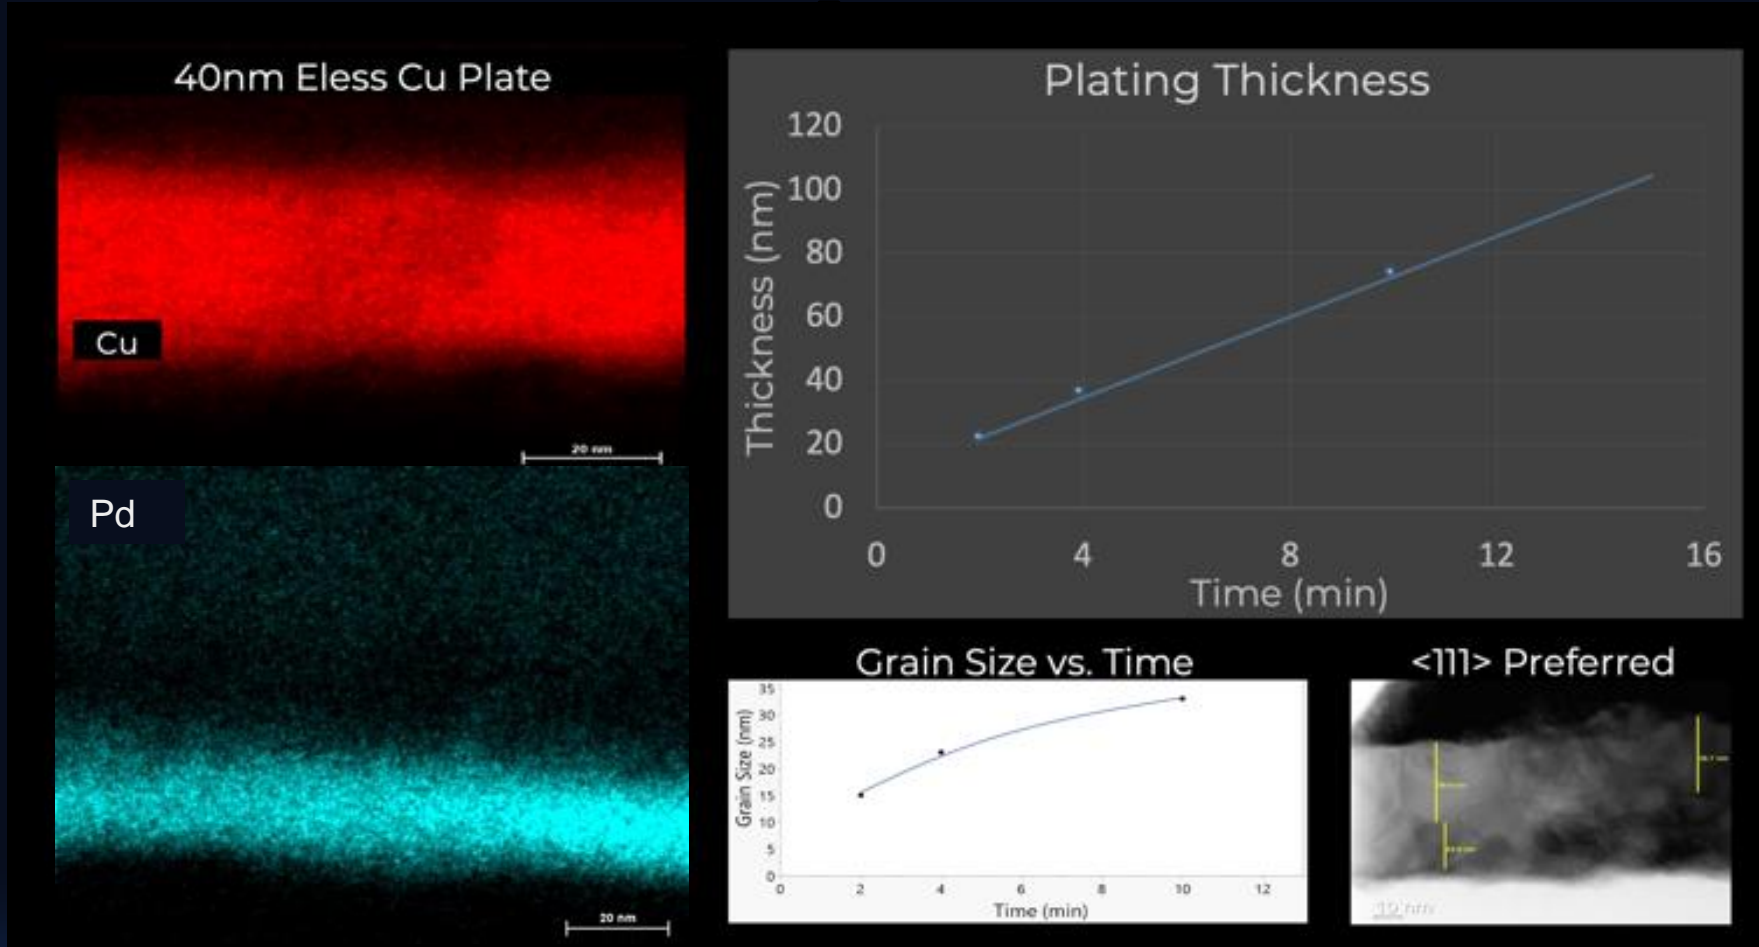 40nm Eless Cu Plate
Cu
20 nm
Pd
20 nm
Plating Thickness
Thickness (nm)
120
100
80
60
40
20
0
0 4 8 12 16
Time (min)
Grain Size vs. Time
Grain Size (nm)
35
30
25
20
15
10
5
0
0 2 4 6 8 10 12
Time (min)
<111> Preferred
10 nm